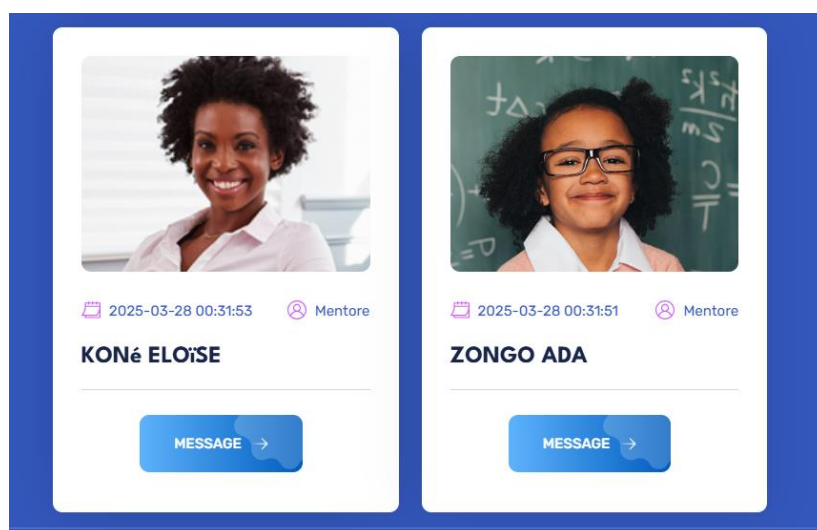 2025-03-28 00:31:53 Mentore
KONé ELOïSE
MESSAGE →
2025-03-28 00:31:51 Mentore
ZONGO ADA
MESSAGE →